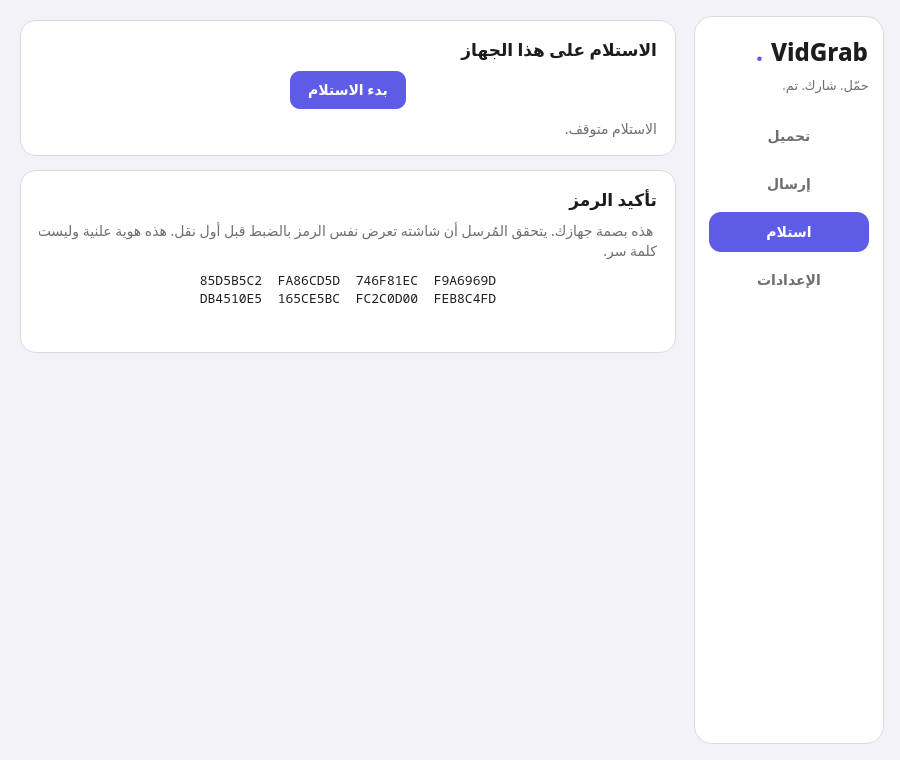 VidGrab .
حمّل. شارك. تم.
تحميل
إرسال
استلام
الإعدادات
الاستلام على هذا الجهاز
بدء الاستلام
الاستلام متوقف.
تأكيد الرمز
هذه بصمة جهازك. يتحقق المُرسل أن شاشته تعرض نفس الرمز بالضبط قبل أول نقل. هذه هوية علنية وليست
كلمة سر.
85D5B5C2 FA86CD5D 746F81EC F9A6969D
DB4510E5 165CE5BC FC2C0D00 FEB8C4FD